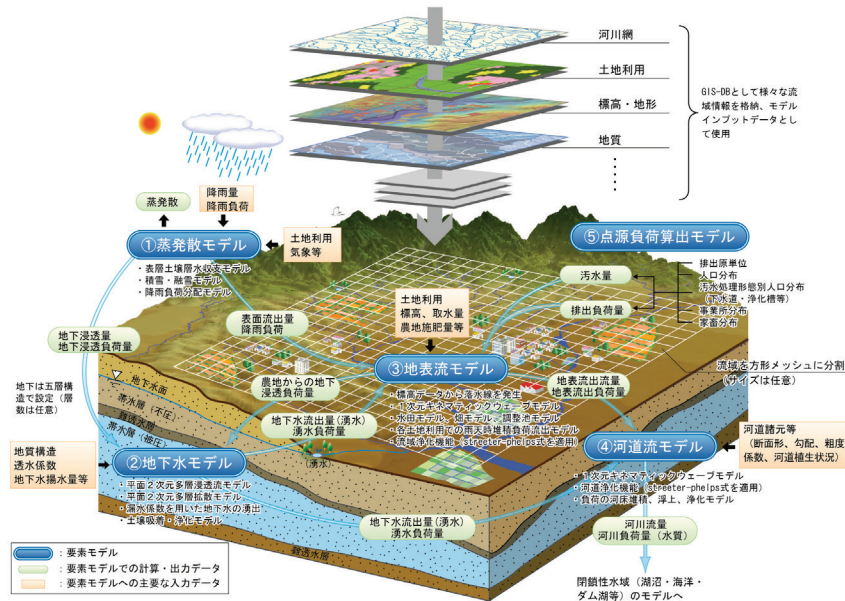 河川網
土地利用
標高・地形
地質
GIS-DBとして様々な流
域情報を格納、モデル
インプットデータとし
て使用
蒸発散
降雨量
降雨負荷
①蒸発散モデル
土地利用
気象等
・表層土壌層水収支モデル
・積雪・融雪モデル
・降雨負荷分配モデル
⑤点源負荷算出モデル
汚水量
排出負荷量
排出原単位
人口分布
汚水処理形態別人口分布
(下水道・浄化槽等)
事業所分布
家畜分布
土地利用
標高、取水量
農地施肥量等
表面流出量
降雨負荷
地下浸透量
地下浸透負荷量
③地表流モデル
・標高データから落水線を発生
・1次元キネマティックウェーブモデル
・水田モデル、畑モデル、調整池モデル
・各土地利用での雨天時堆積負荷流出モデル
・流域浄化機能(streeter-phelps式を適用)
流域を方形メッシュに分割
(サイズは任意)
地下は五層構
造で設定(層
数は任意)
地下水面
帯水層(不圧)
難透水層
帯水層(被圧)
農地からの地下
浸透負荷量
地表流出流量
地表流出負荷量
地下水流出量(湧水)
湧水負荷量
(湧水)
地質構造
透水係数
地下水揚水量等
②地下水モデル
・平面2次元多層浸透流モデル
・平面2次元多層拡散モデル
・漏水係数を用いた地下水の湧出
・土壌吸着・浄化モデル
④河道流モデル
河道諸元等
(断面形、勾配、粗度
係数、河道植生状況)
・1次元キネマティックウェーブモデル
・河道浄化機能(streeter-phelps式を適用)
・負荷の河床堆積、浮上、浄化モデル
地下水流出量(湧水)
湧水負荷量
河川流量
河川負荷量(水質)
難透水層
閉鎖性水域(湖沼・海洋・
ダム湖等)のモデルへ
:要素モデル
:要素モデルでの計算・出力データ
:要素モデルへの主要な入力データ